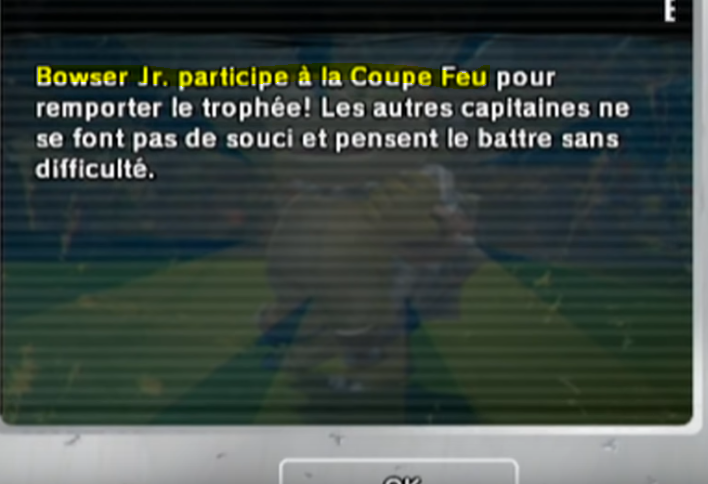 E
Bowser Jr. participe à la Coupe Feu pour
remporter le trophée! Les autres capitaines ne
se font pas de souci et pensent le battre sans
difficulté.
OK